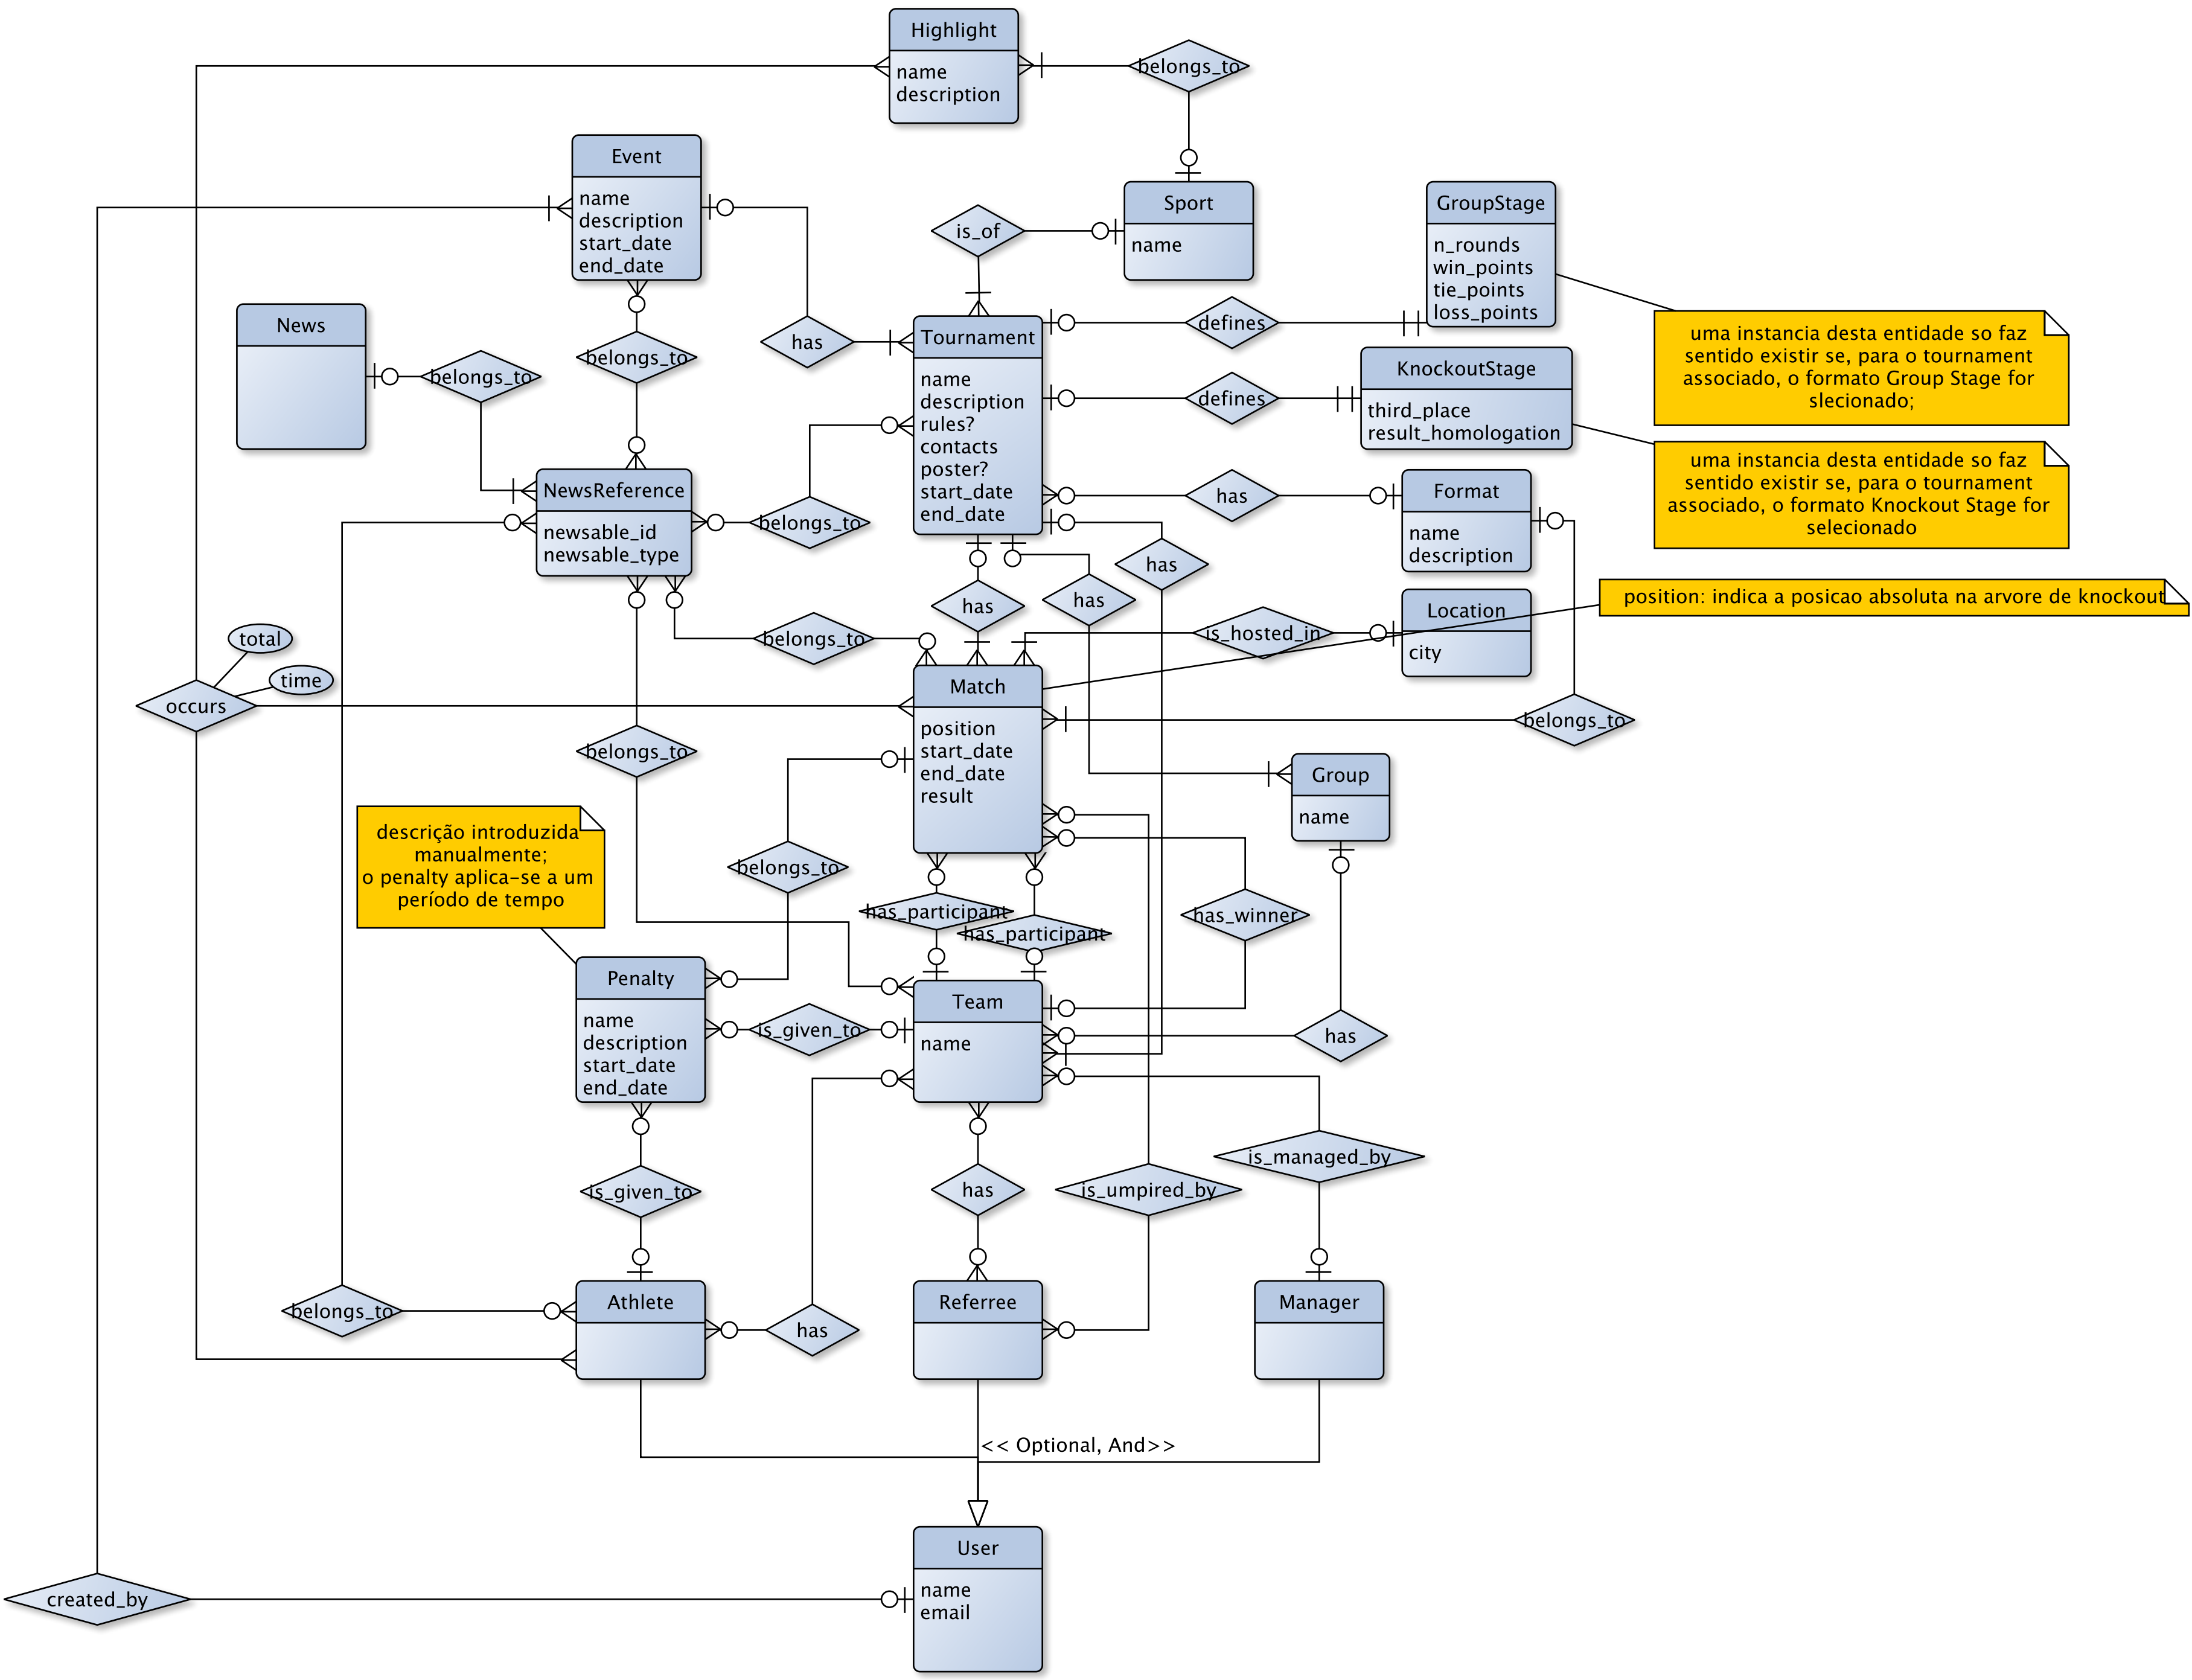 Highlight
name
description
belongs_to
Event
name
description
start_date
end_date
Sport
name
is_of
GroupStage
n_rounds
win_points
tie_points
loss_points
uma instancia desta entidade so faz
sentido existir se, para o tournament
associado, o formato Group Stage for
slecionado;
News
belongs_to
belongs_to
has
Tournament
name
description
rules?
contacts
poster?
start_date
end_date
defines
defines
KnockoutStage
third_place
result_homologation
uma instancia desta entidade so faz
sentido existir se, para o tournament
associado, o formato Knockout Stage for
selecionado
NewsReference
newsable_id
newsable_type
belongs_to
has
Format
name
description
has
has
has
position: indica a posicao absoluta na arvore de knockout
Location
city
is_hosted_in
belongs_to
total
time
occurs
Match
position
start_date
end_date
result
belongs_to
belongs_to
Group
name
descrição introduzida
manualmente;
o penalty aplica-se a um
período de tempo
belongs_to
has_participant
has_participant
has_winner
Penalty
name
description
start_date
end_date
is_given_to
Team
name
has
is_given_to
has
is_umpired_by
is_managed_by
belongs_to
Athlete
has
Referree
Manager
<< Optional, And>>
User
name
email
created_by